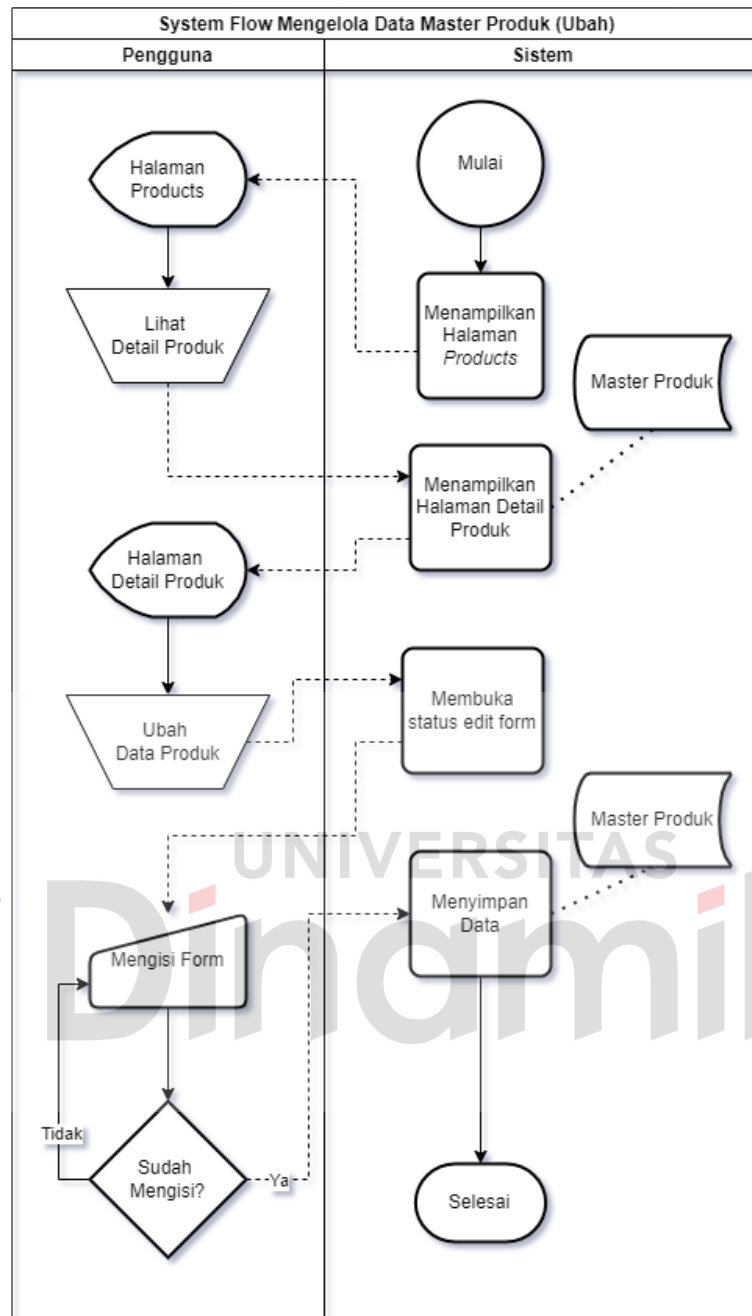 System Flow Mengelola Data Master Produk (Ubah)
Pengguna
Sistem
Mulai
Halaman
Products
Menampilkan
Halaman
Products
Lihat
Detail Produk
Master Produk
Menampilkan
Halaman Detail
Produk
Halaman
Detail Produk
Ubah
Data Produk
Membuka
status edit form
Master Produk
UNIVERSITAS
Dinamik
Mengisi Form
Menyimpan
Data
Tidak
Sudah
Mengisi?
Ya
Selesai